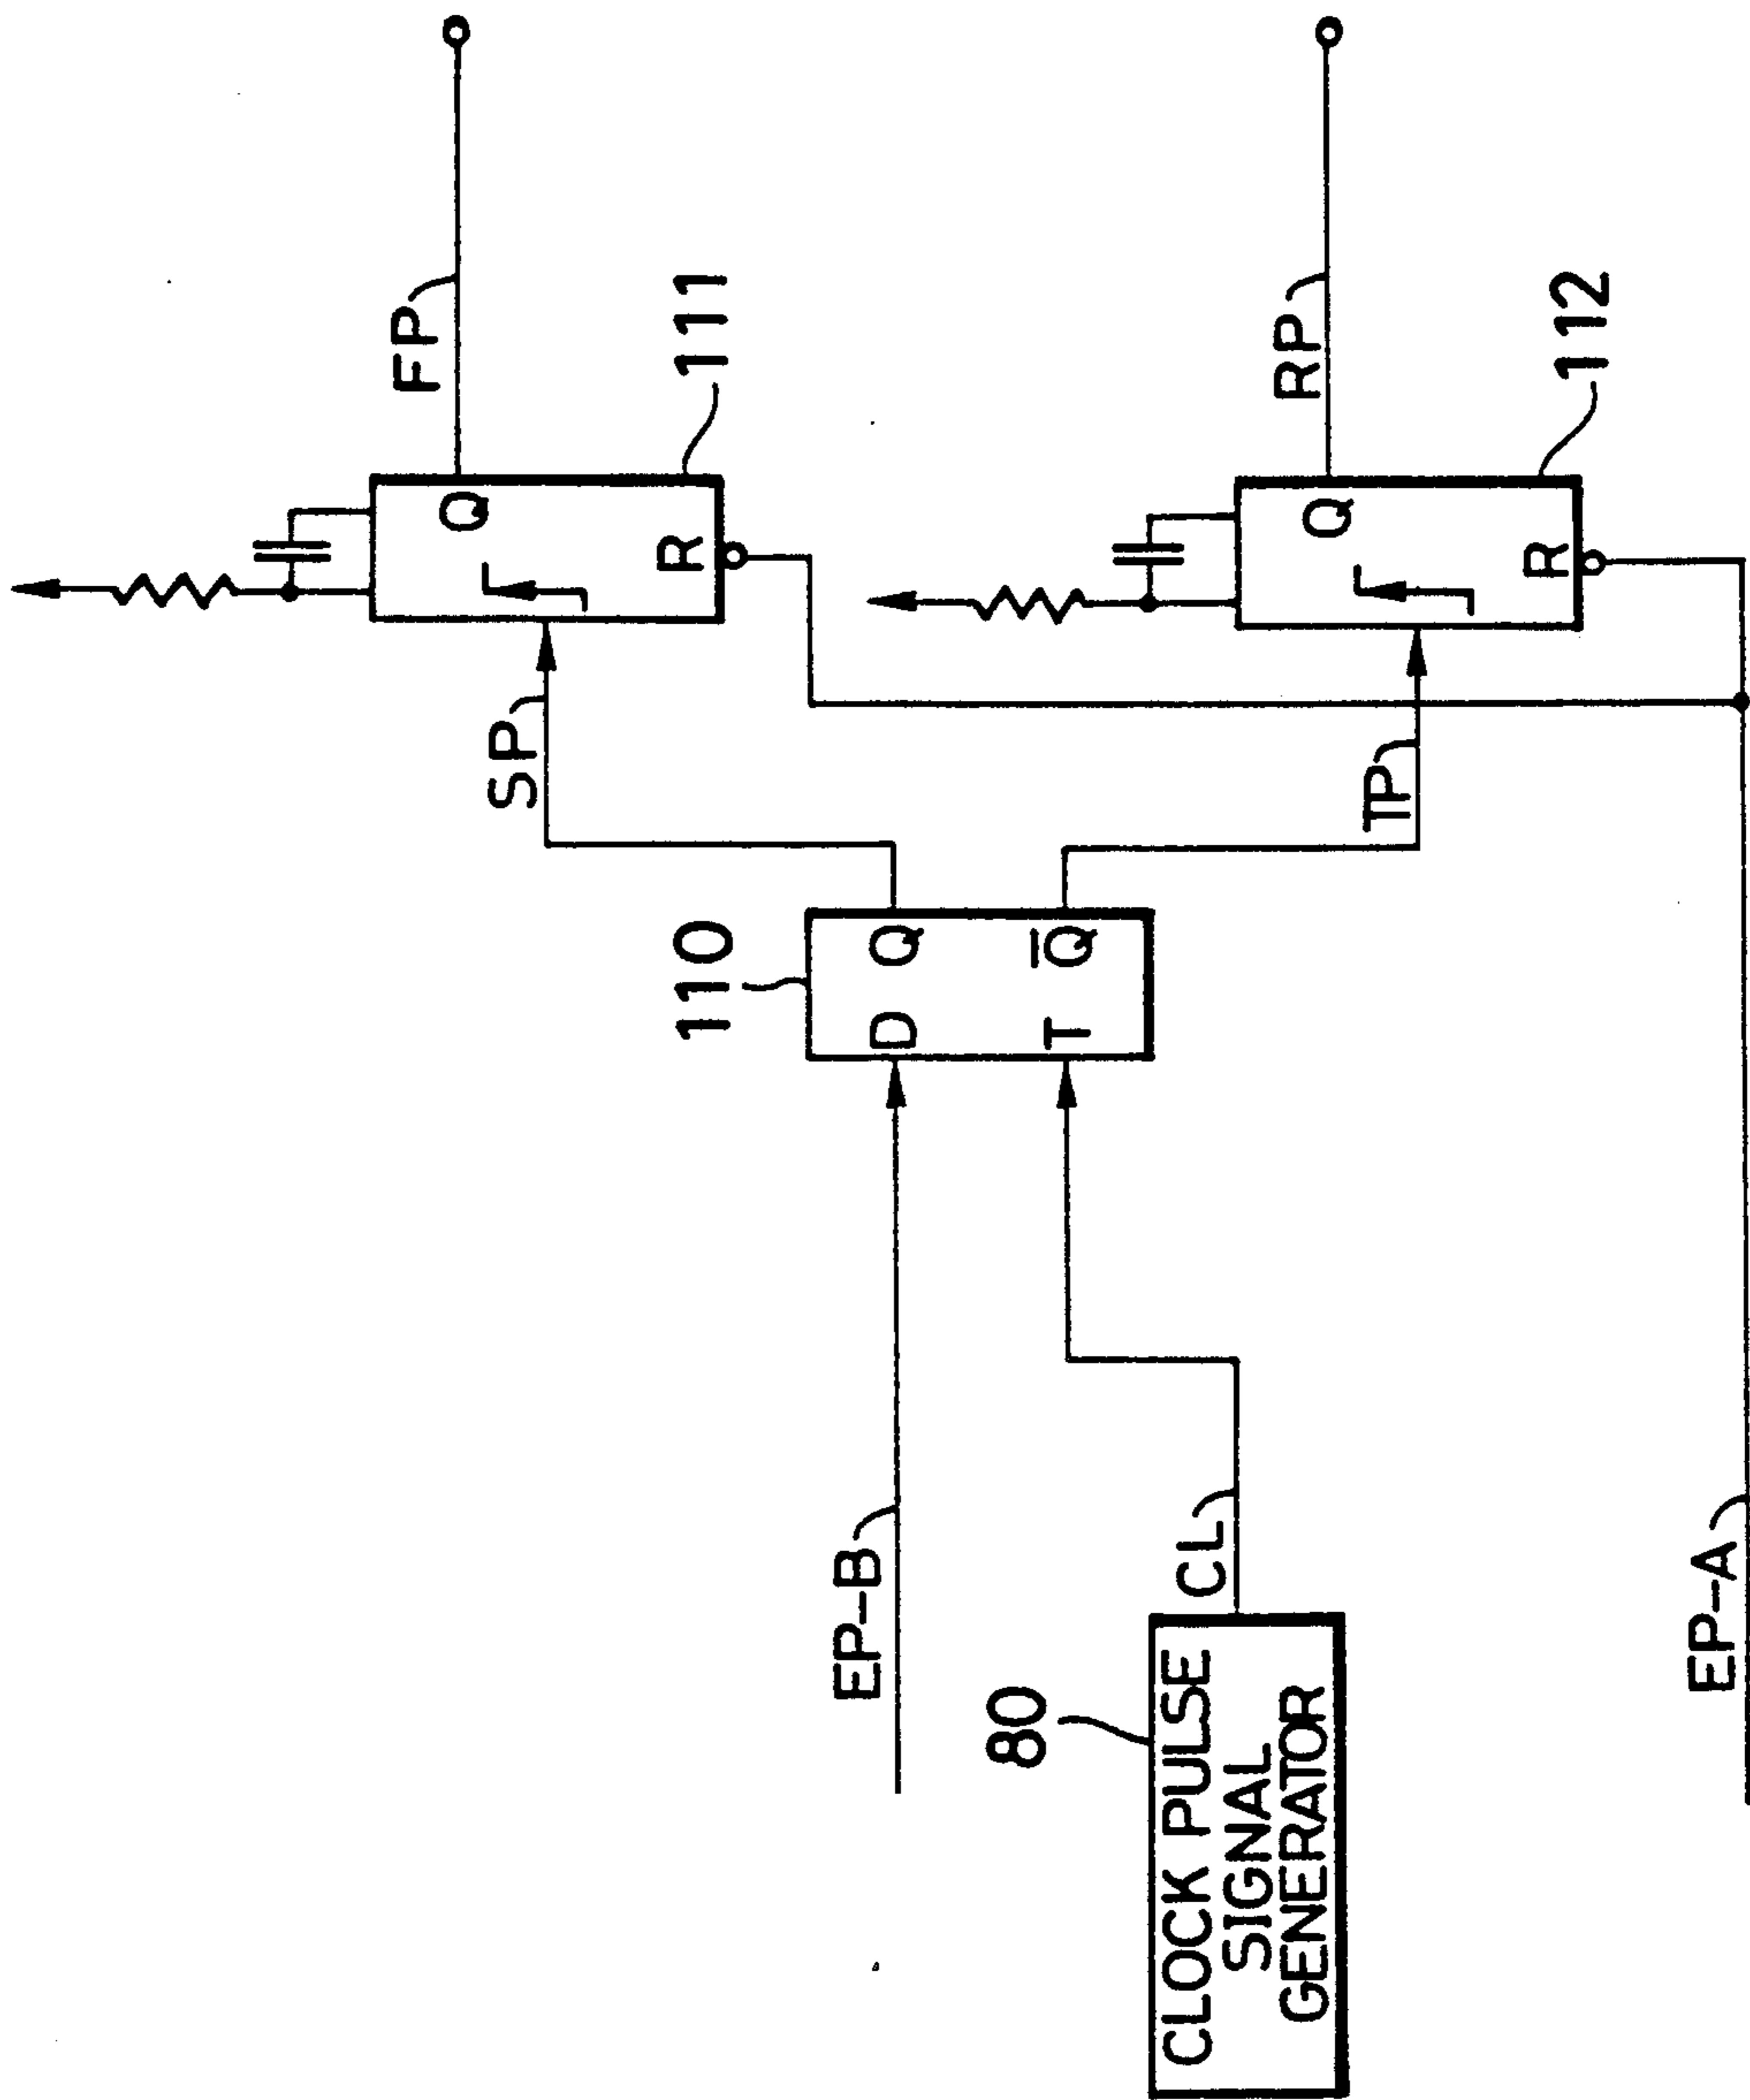 FP
111
Q
R
SP
110
D Q
T Q̅
RP
112
Q
R
TP
EP-B
CL
80
CLOCK PULSE
SIGNAL
GENERATOR
EP-A